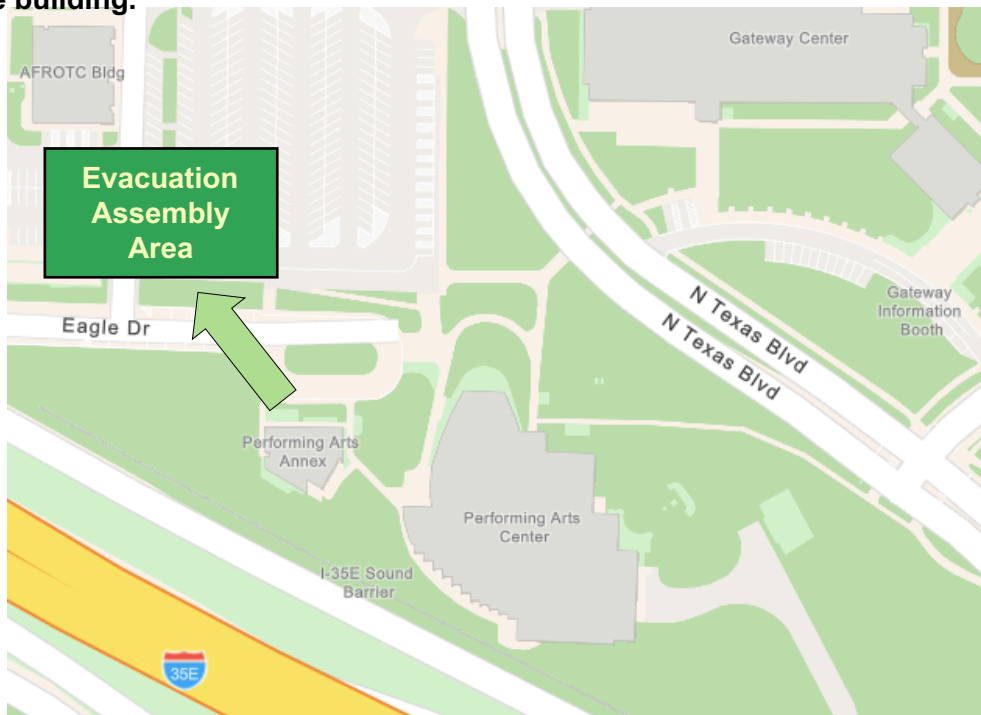 e building.
Gateway Center
AFROTC Bldg
Evacuation
Assembly
Area
Eagle Dr
N Texas Blvd
N Texas Blvd
Gateway
Information
Booth
Performing Arts
Annex
Performing Arts
Center
I-35E Sound
Barrier
35E